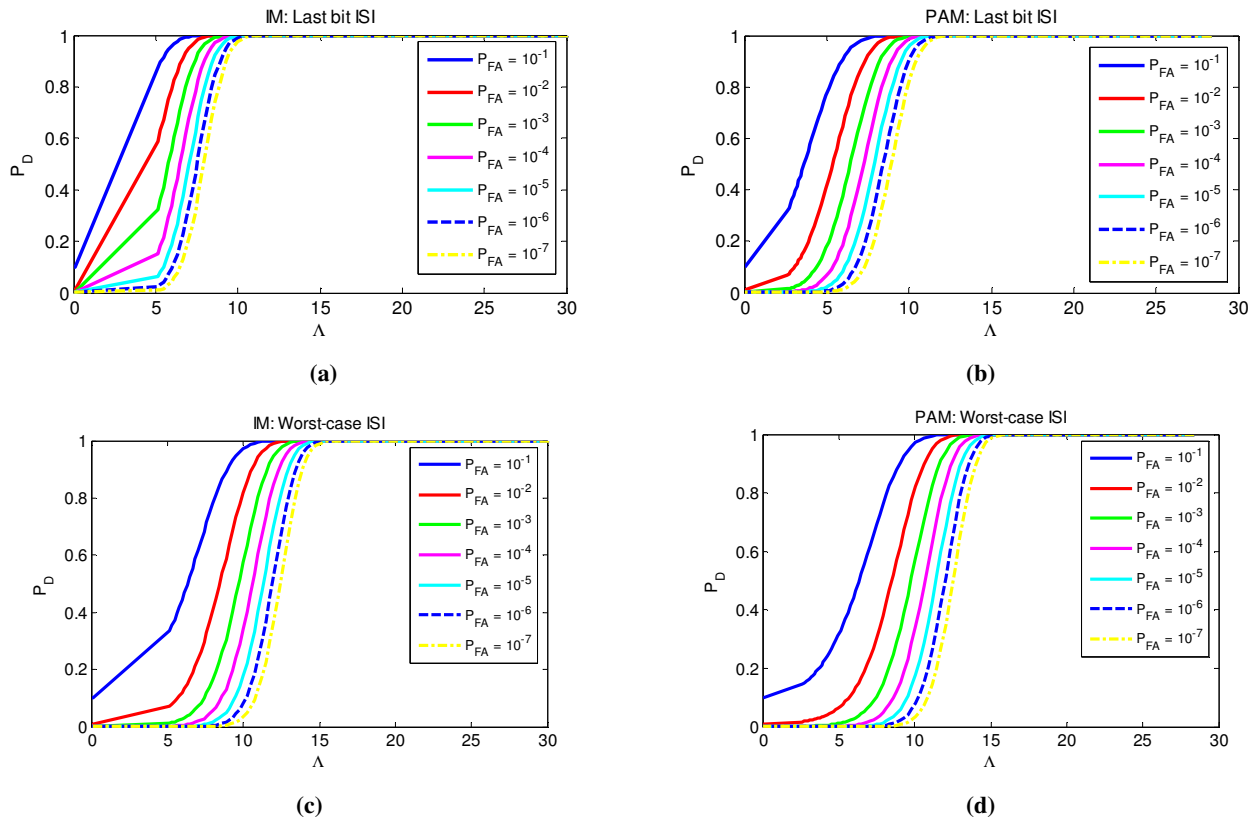 IM: Last bit ISI
1
0.8
0.6
0.4
0.2
0
P_D
0 5 10 15 20 25 30
Λ
P_FA = 10^-1
P_FA = 10^-2
P_FA = 10^-3
P_FA = 10^-4
P_FA = 10^-5
P_FA = 10^-6
P_FA = 10^-7
(a)
PAM: Last bit ISI
1
0.8
0.6
0.4
0.2
0
P_D
0 5 10 15 20 25 30
Λ
P_FA = 10^-1
P_FA = 10^-2
P_FA = 10^-3
P_FA = 10^-4
P_FA = 10^-5
P_FA = 10^-6
P_FA = 10^-7
(b)
IM: Worst-case ISI
1
0.8
0.6
0.4
0.2
0
P_D
0 5 10 15 20 25 30
Λ
P_FA = 10^-1
P_FA = 10^-2
P_FA = 10^-3
P_FA = 10^-4
P_FA = 10^-5
P_FA = 10^-6
P_FA = 10^-7
(c)
PAM: Worst-case ISI
1
0.8
0.6
0.4
0.2
0
P_D
0 5 10 15 20 25 30
Λ
P_FA = 10^-1
P_FA = 10^-2
P_FA = 10^-3
P_FA = 10^-4
P_FA = 10^-5
P_FA = 10^-6
P_FA = 10^-7
(d)